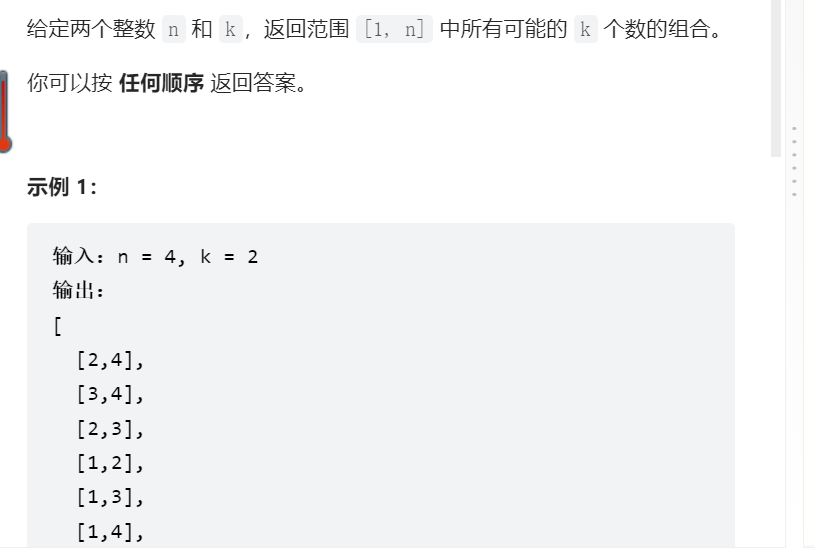 给定两个整数 n 和 k，返回范围 [1, n] 中所有可能的 k 个数的组合。
你可以按 任何顺序 返回答案。
示例 1：
输入：n = 4, k = 2
输出：
[
[2,4],
[3,4],
[2,3],
[1,2],
[1,3],
[1,4],